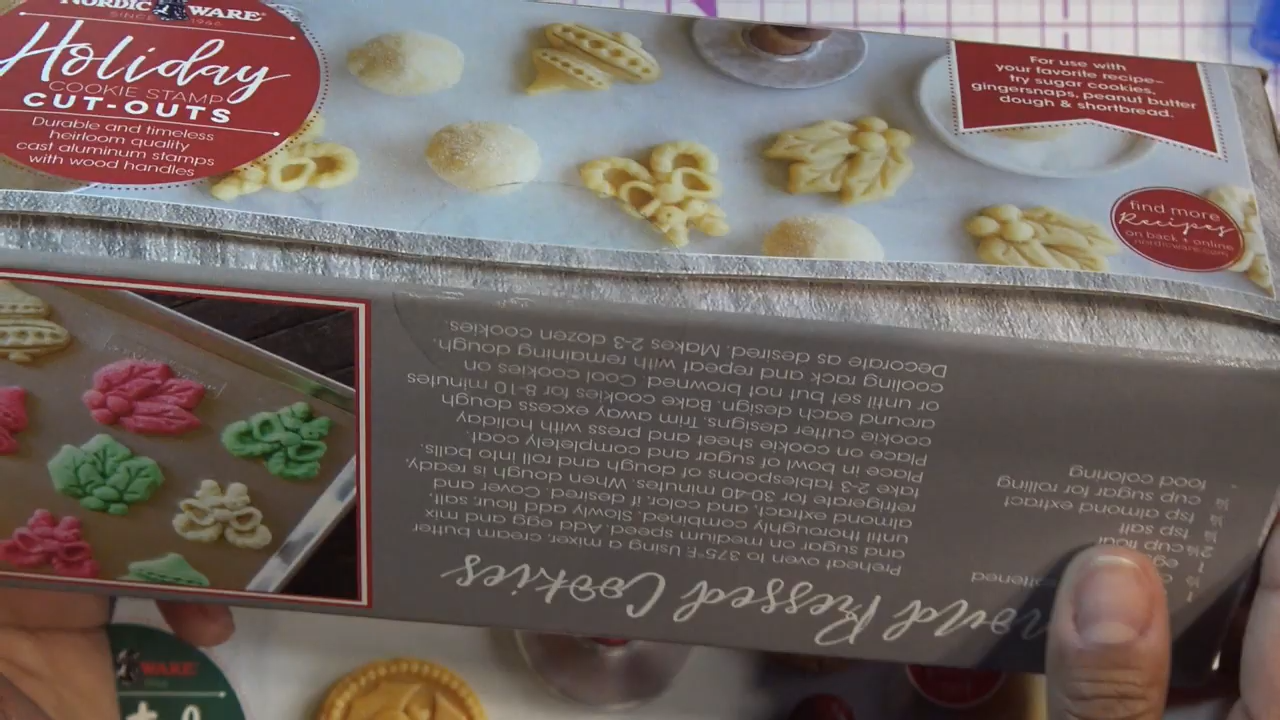 NORDIC WARE®
SINCE 1946
Holiday
COOKIE STAMP
CUT-OUTS
Durable and timeless
heirloom quality
cast aluminum stamps
with wood handles
For use with
your favorite recipe–
try sugar cookies,
gingersnaps, peanut butter
dough & shortbread.
find more
Recipes
on back + online
nordicware.com
Pressed Cookies
1
¼ tsp salt
½ tsp almond extract
¼ cup sugar for rolling
food coloring
Preheat oven to 375°F. Using a mixer, cream butter
and sugar on medium speed. Add egg and mix
until thoroughly combined. Slowly add flour, salt,
almond extract, and color, if desired. Cover and
refrigerate for 30-40 minutes. When dough is ready,
take 2-3 tablespoons of dough and roll into balls.
Place in bowl of sugar and completely coat.
Place on cookie sheet and press with holiday
cookie cutter designs. Trim away excess dough
around each design. Bake cookies for 8-10 minutes
or until set but not browned. Cool cookies on
cooling rack and repeat with remaining dough.
Decorate as desired. Makes 2-3 dozen cookies.
WARE®